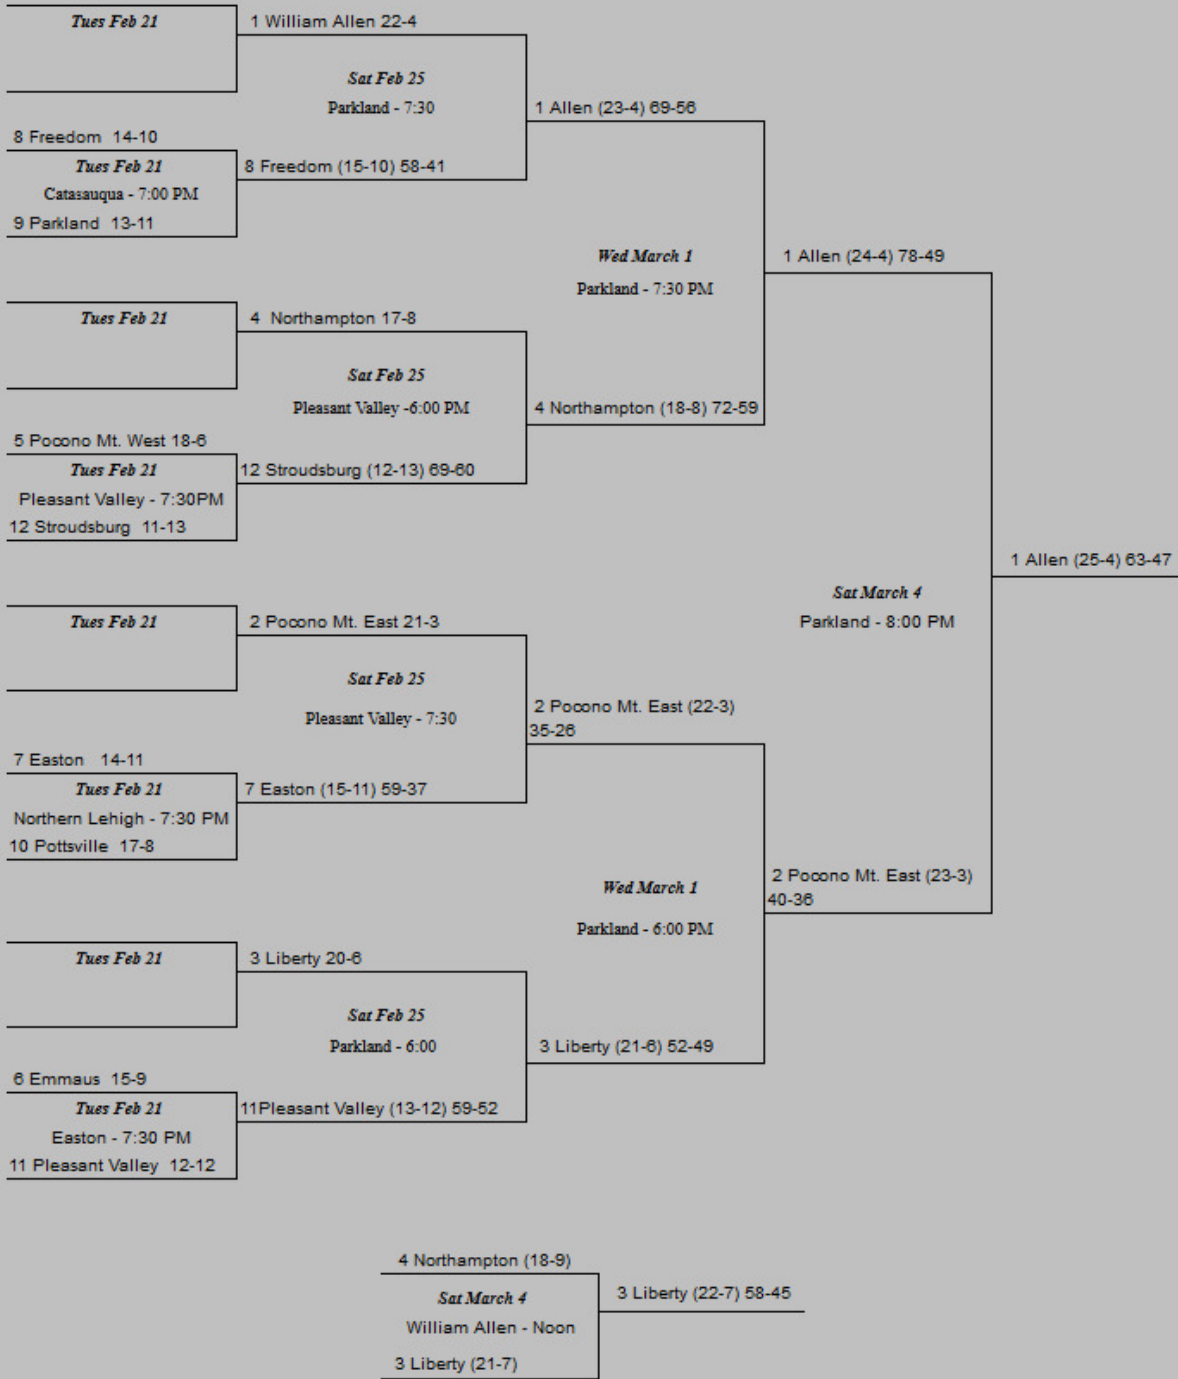 Tues Feb 21
1 William Allen 22-4
Sat Feb 25
Parkland - 7:30
1 Allen (23-4) 69-56
8 Freedom 14-10
Tues Feb 21
Catasauqua - 7:00 PM
8 Freedom (15-10) 58-41
9 Parkland 13-11
Wed March 1
Parkland - 7:30 PM
1 Allen (24-4) 78-49
Tues Feb 21
4 Northampton 17-8
Sat Feb 25
Pleasant Valley -6:00 PM
4 Northampton (18-8) 72-59
5 Pocono Mt. West 18-6
Tues Feb 21
Pleasant Valley - 7:30PM
12 Stroudsburg (12-13) 69-60
12 Stroudsburg 11-13
1 Allen (25-4) 63-47
Sat March 4
Parkland - 8:00 PM
Tues Feb 21
2 Pocono Mt. East 21-3
Sat Feb 25
Pleasant Valley - 7:30
2 Pocono Mt. East (22-3)
35-26
7 Easton 14-11
Tues Feb 21
Northern Lehigh - 7:30 PM
7 Easton (15-11) 59-37
10 Pottsville 17-8
Wed March 1
Parkland - 6:00 PM
2 Pocono Mt. East (23-3)
40-36
Tues Feb 21
3 Liberty 20-6
Sat Feb 25
Parkland - 6:00
3 Liberty (21-6) 52-49
6 Emmaus 15-9
Tues Feb 21
Easton - 7:30 PM
11Pleasant Valley (13-12) 59-52
11 Pleasant Valley 12-12
4 Northampton (18-9)
Sat March 4
William Allen - Noon
3 Liberty (22-7) 58-45
3 Liberty (21-7)